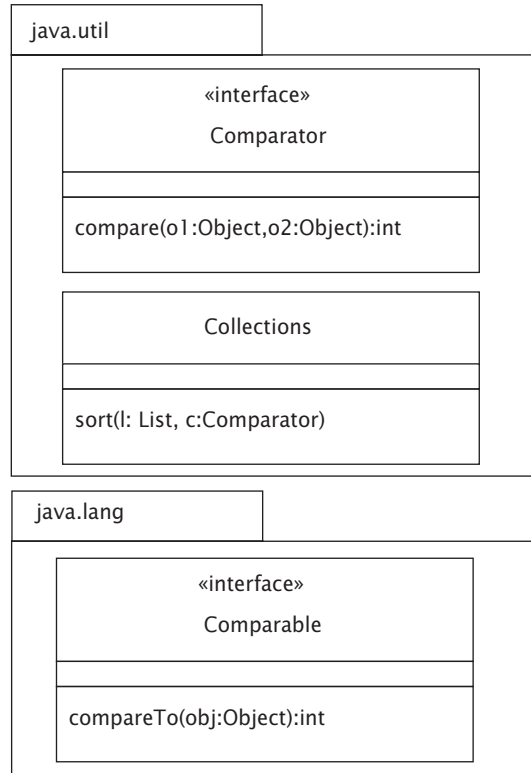 java.util
«interface»
Comparator
compare(o1:Object,o2:Object):int
Collections
sort(l: List, c:Comparator)
java.lang
«interface»
Comparable
compareTo(obj:Object):int